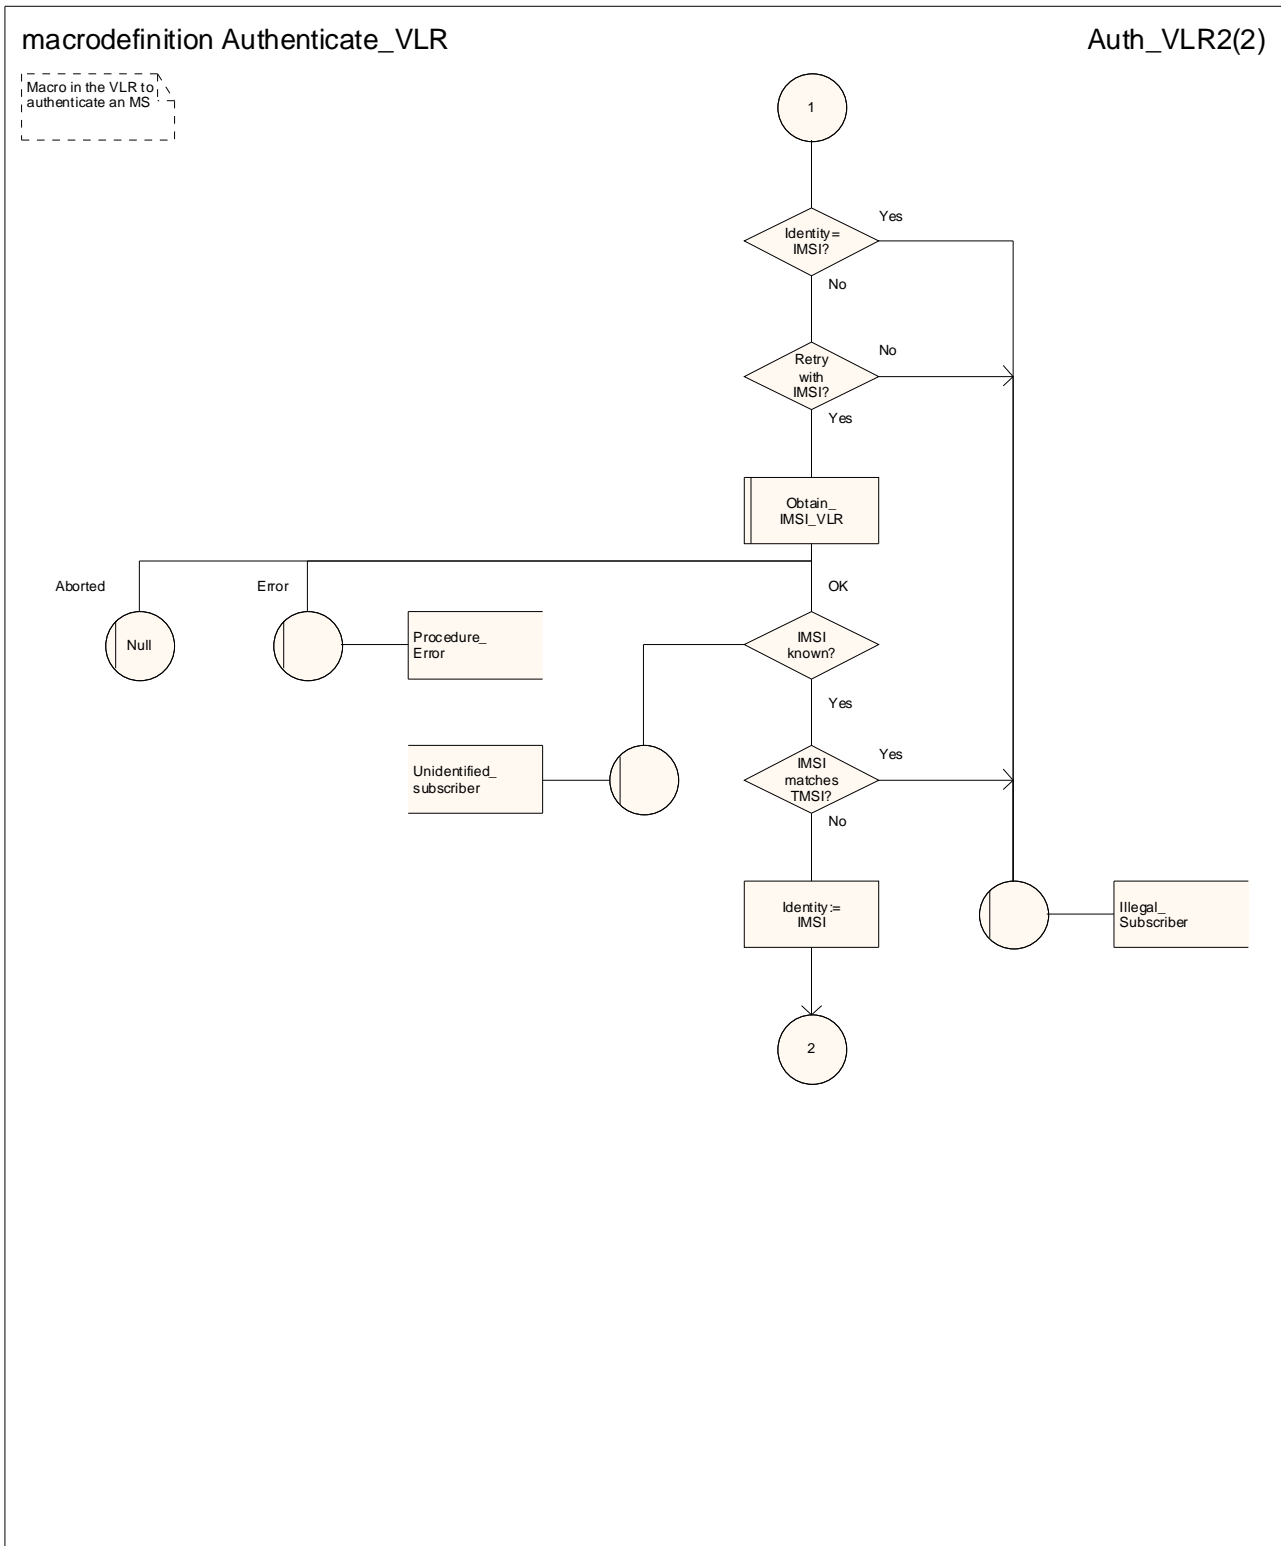 macrodefinition Authenticate_VLR
Auth_VLR2(2)
Macro in the VLR to
authenticate an MS
1
Identity=
IMSI?
Yes
No
Retry
with
IMSI?
No
Yes
Obtain_
IMSI_VLR
Aborted
Error
OK
Null
Procedure_
Error
IMSI
known?
Yes
Unidentified_
subscriber
IMSI
matches
TMSI?
Yes
No
Identity:=
IMSI
Illegal_
Subscriber
2